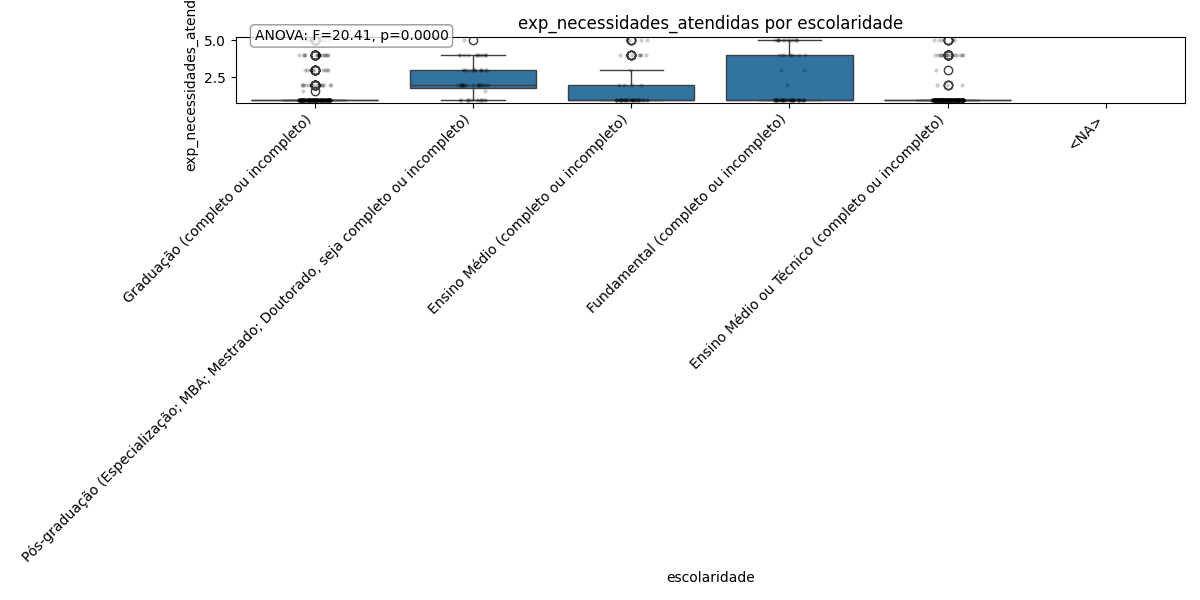 exp_necessidades_atendidas por escolaridade
ANOVA: F=20.41, p=0.0000
exp_necessidades_atend
5.0
2.5
Graduação (completo ou incompleto)
Pós-graduação (Especialização; MBA; Mestrado; Doutorado, seja completo ou incompleto)
Ensino Médio (completo ou incompleto)
Fundamental (completo ou incompleto)
Ensino Médio ou Técnico (completo ou incompleto)
<NA>
escolaridade